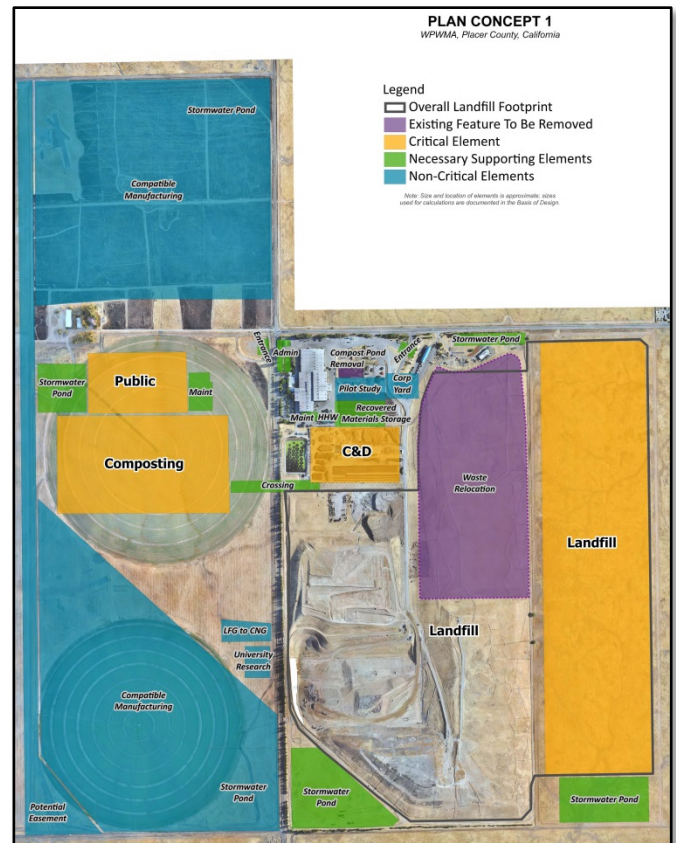 PLAN CONCEPT 1
WPWMA, Placer County, California
Legend
Overall Landfill Footprint
Existing Feature To Be Removed
Critical Element
Necessary Supporting Elements
Non-Critical Elements
Note: Size and location of elements is approximate; sizes
used for calculations are documented in the Basis of Design.
Stormwater Pond
Compatible
Manufacturing
Entrance
Admin
Compost Pond
Removal
Entrance
Stormwater Pond
Stormwater
Pond
Public
Maint
Pilot Study
Corp
Yard
Maint
HHW
Recovered
Materials Storage
Composting
C&D
Crossing
Waste
Relocation
Landfill
Landfill
LFG to CNG
University
Research
Compatible
Manufacturing
Stormwater
Pond
Stormwater
Pond
Stormwater Pond
Potential
Easement